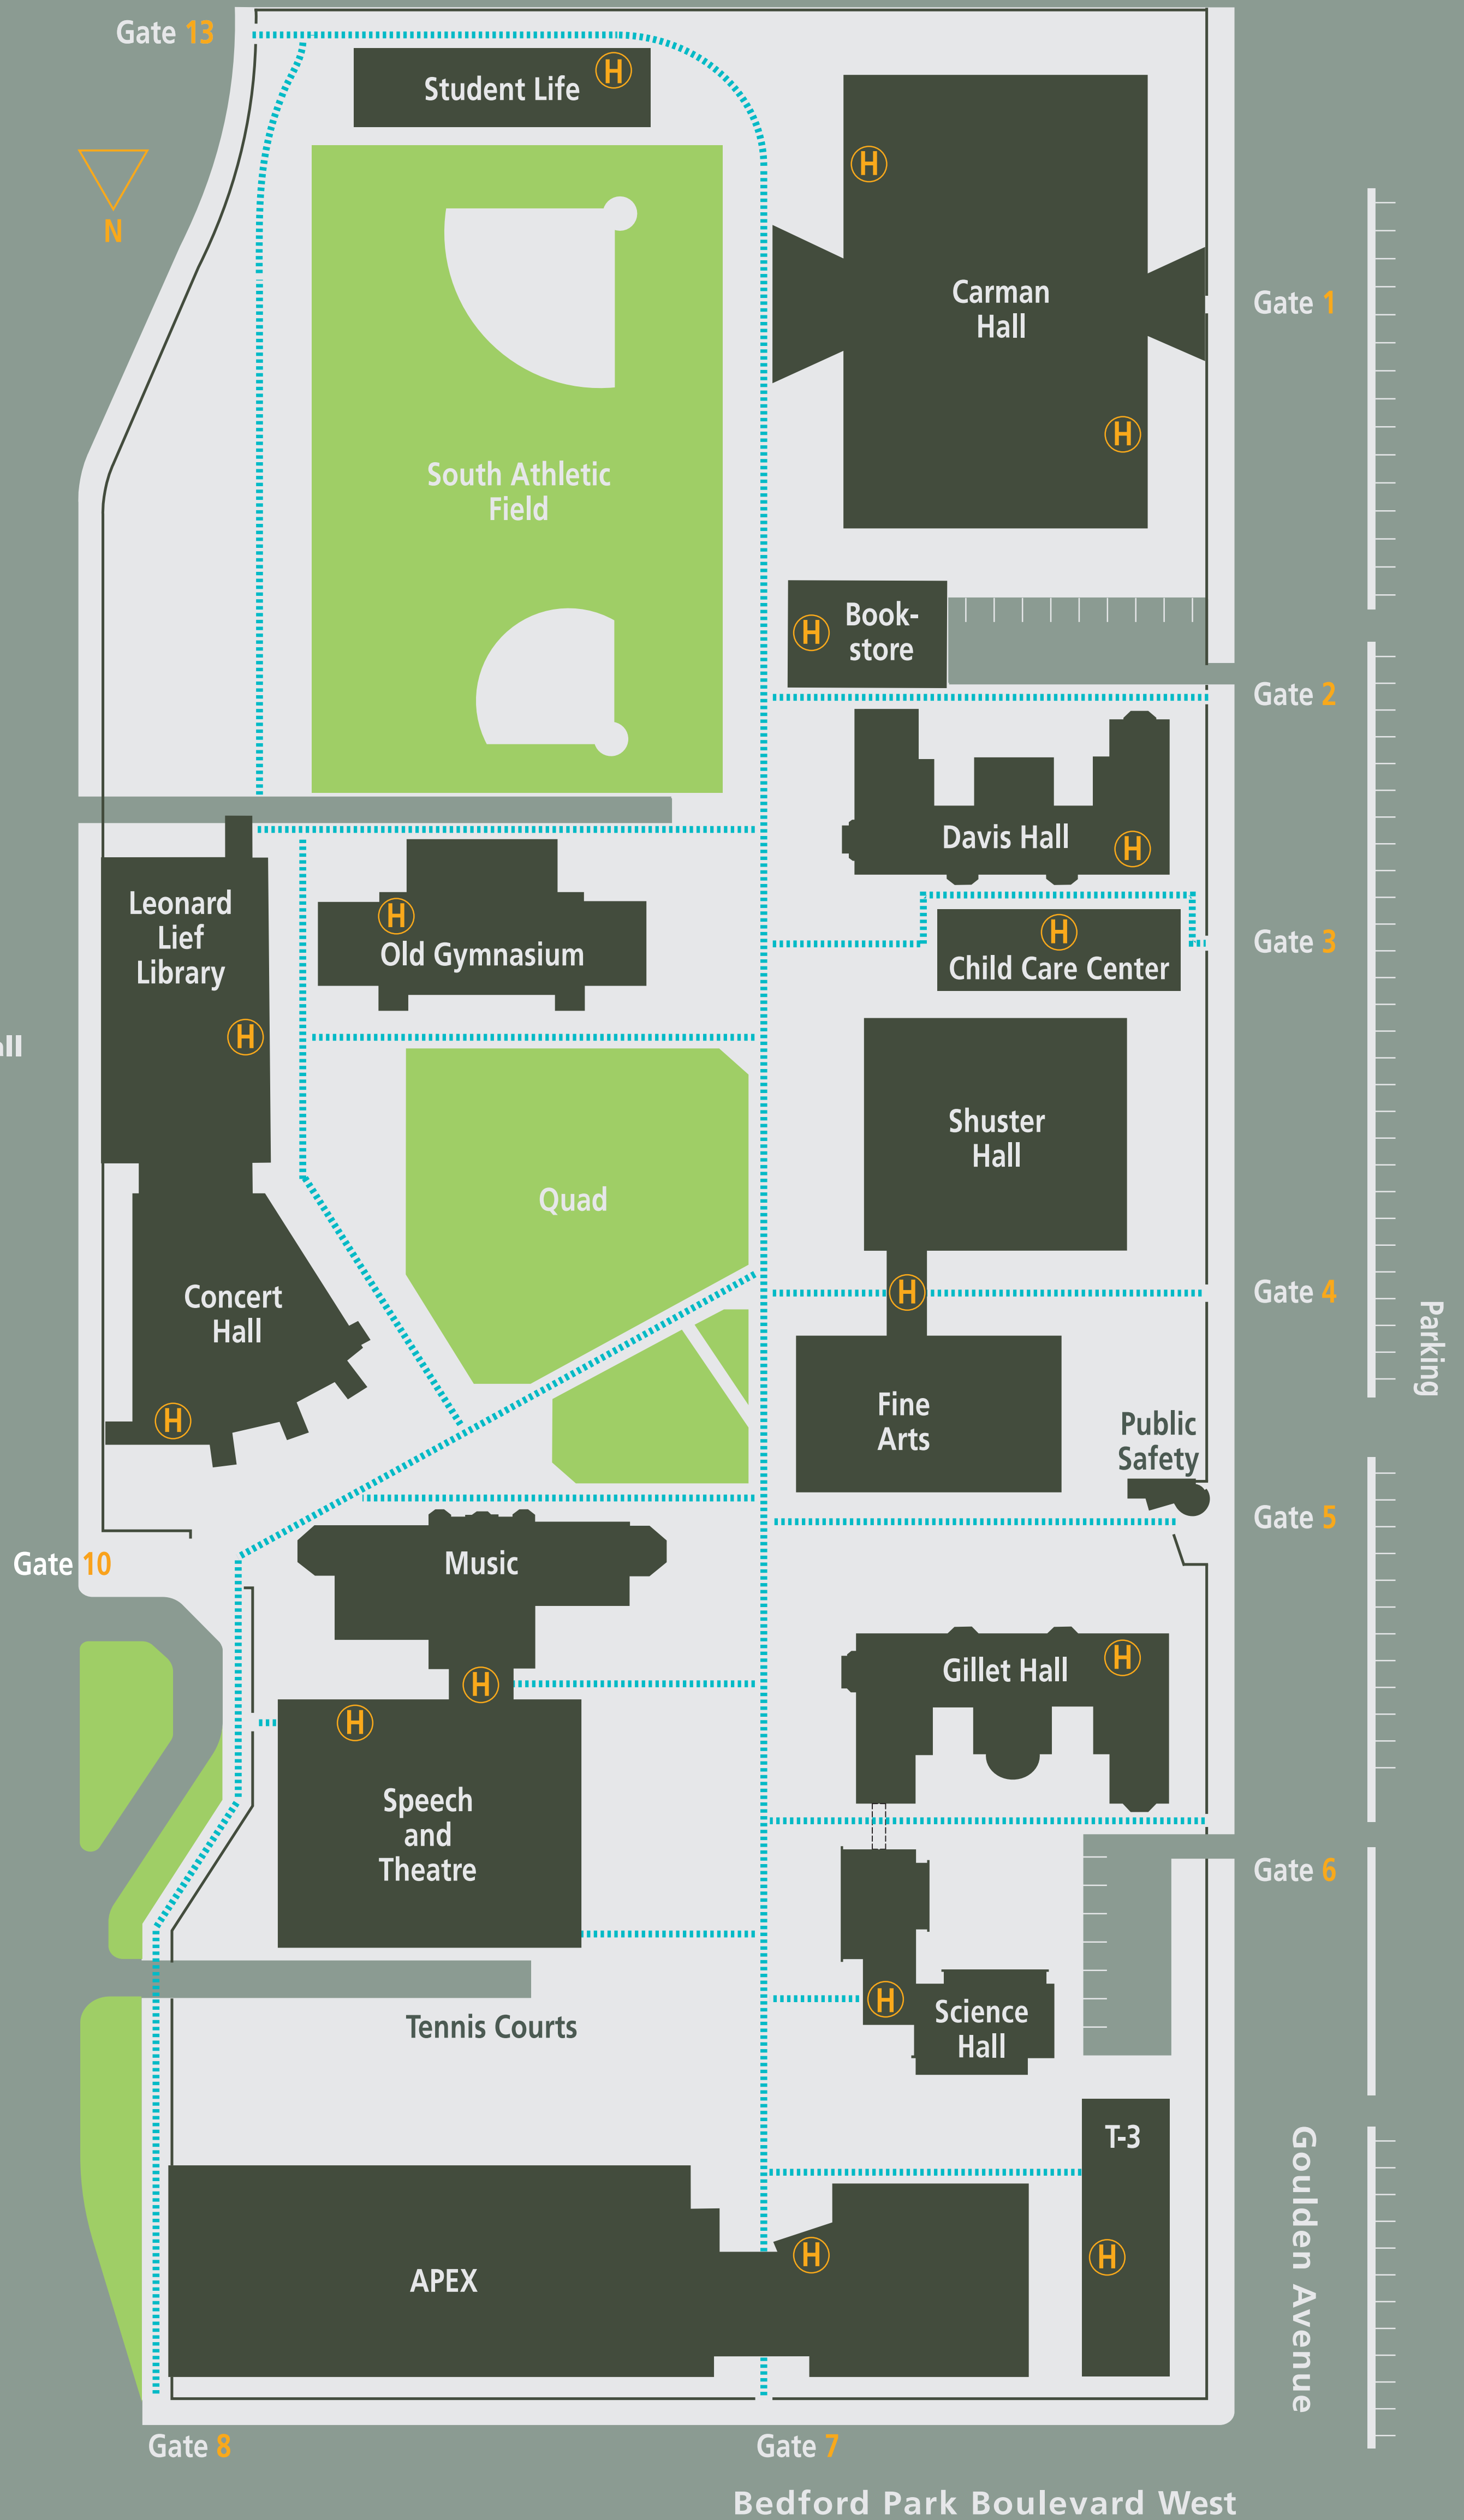 Gate 13
Student Life
H
H
N
Carman
Hall
Gate 1
H
South Athletic
Field
Book-
store
H
Gate 2
Davis Hall
H
Leonard
Lief
Library
H
Old Gymnasium
H
Child Care Center
Gate 3
H
Shuster
Hall
Quad
Concert
Hall
H
Gate 4
Parking
Fine
Arts
H
Public
Safety
Gate 5
Gate 10
Music
Gillet Hall
H
H
H
Speech
and
Theatre
Gate 6
H
Science
Hall
Tennis Courts
T-3
Goulden Avenue
H
H
APEX
Gate 8
Gate 7
Bedford Park Boulevard West